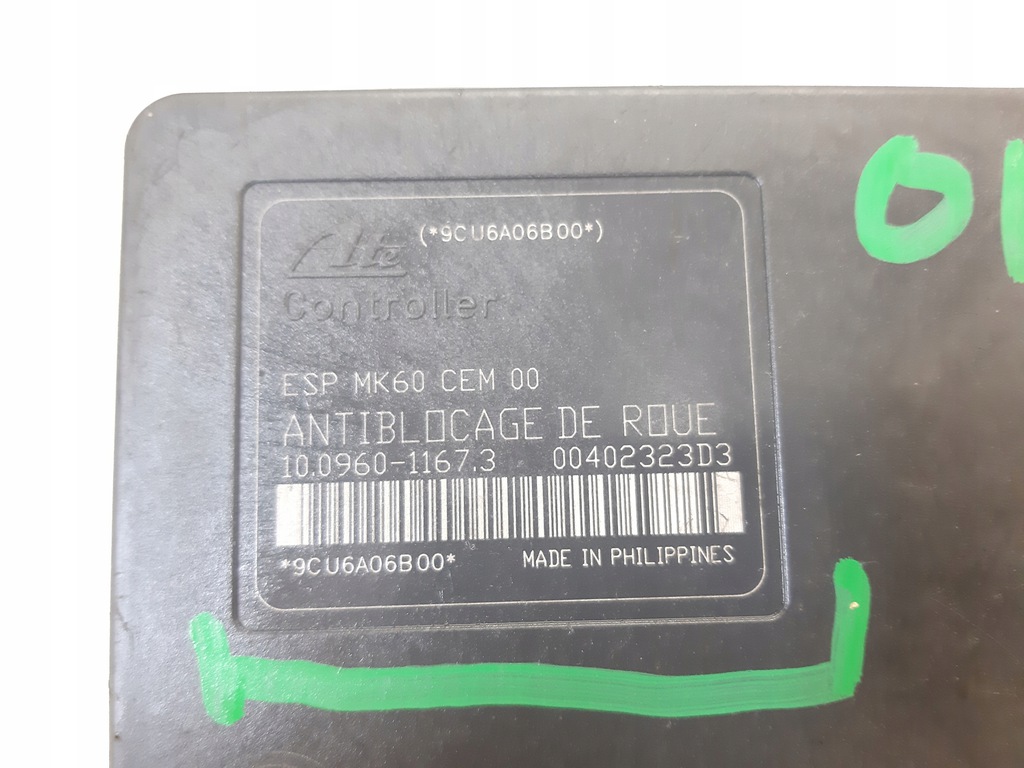 (*9CU6A06B00*)
Ate
Controller
ESP MK60 CEM 00
ANTIBLOCAGE DE ROUE
10.0960-1167.3 00402323D3
*9CU6A06B00*
MADE IN PHILIPPINES